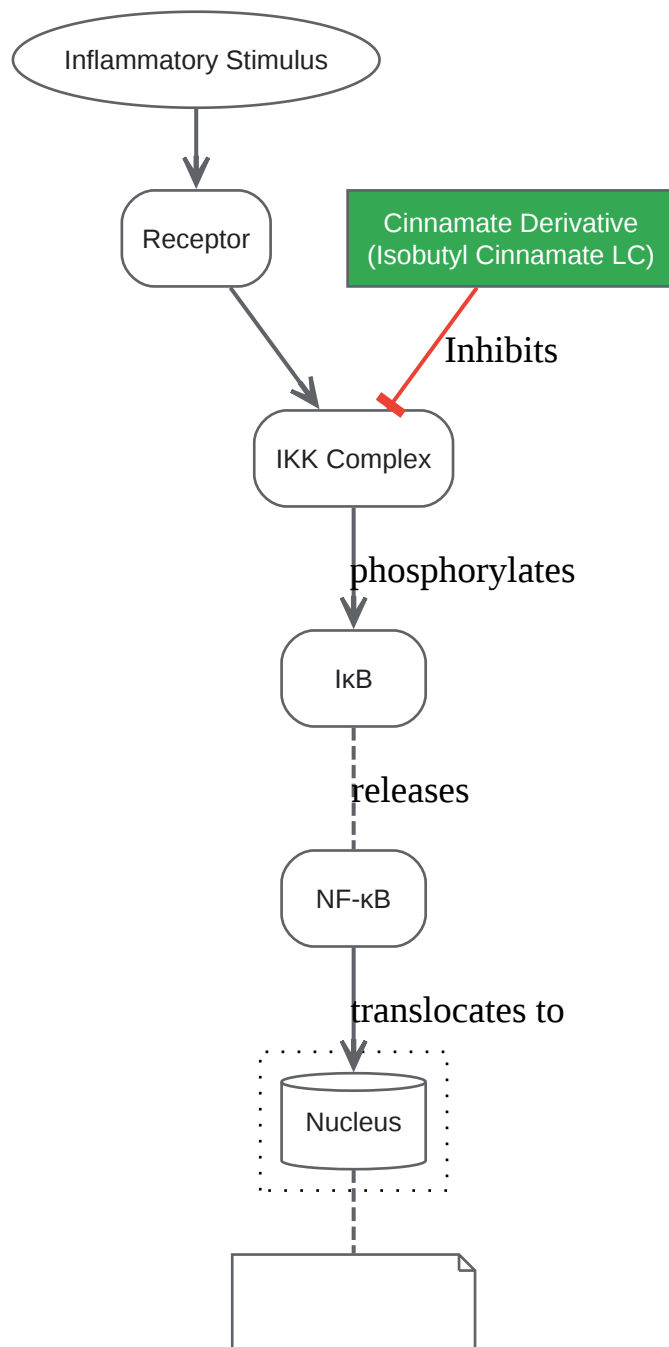 Inflammatory Stimulus
Receptor
Cinnamate Derivative
(Isobutyl Cinnamate LC)
Inhibits
IKK Complex
phosphorylates
IκB
releases
NF-κB
translocates to
Nucleus